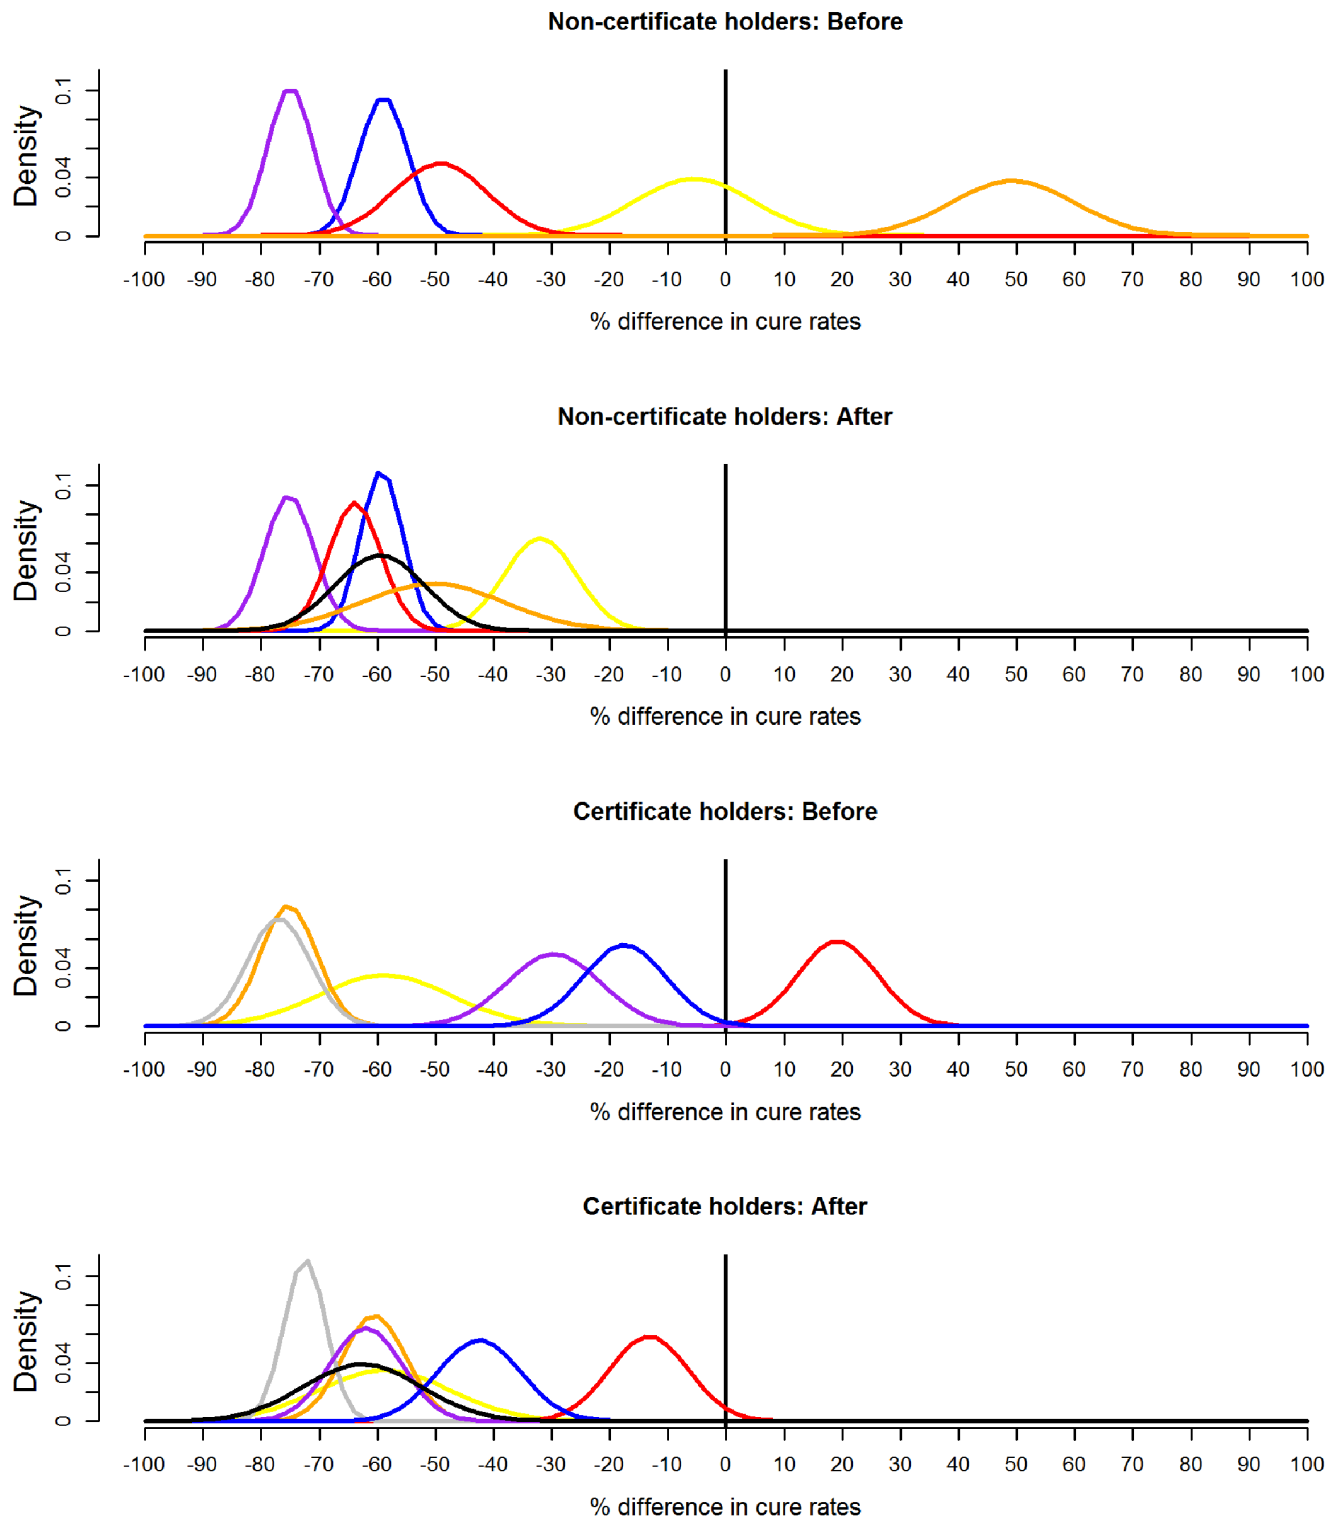 Non-certificate holders: Before
Density
0.1
0.04
0
-100 -90 -80 -70 -60 -50 -40 -30 -20 -10 0 10 20 30 40 50 60 70 80 90 100
% difference in cure rates
Non-certificate holders: After
Density
0.1
0.04
0
-100 -90 -80 -70 -60 -50 -40 -30 -20 -10 0 10 20 30 40 50 60 70 80 90 100
% difference in cure rates
Certificate holders: Before
Density
0.1
0.04
0
-100 -90 -80 -70 -60 -50 -40 -30 -20 -10 0 10 20 30 40 50 60 70 80 90 100
% difference in cure rates
Certificate holders: After
Density
0.1
0.04
0
-100 -90 -80 -70 -60 -50 -40 -30 -20 -10 0 10 20 30 40 50 60 70 80 90 100
% difference in cure rates